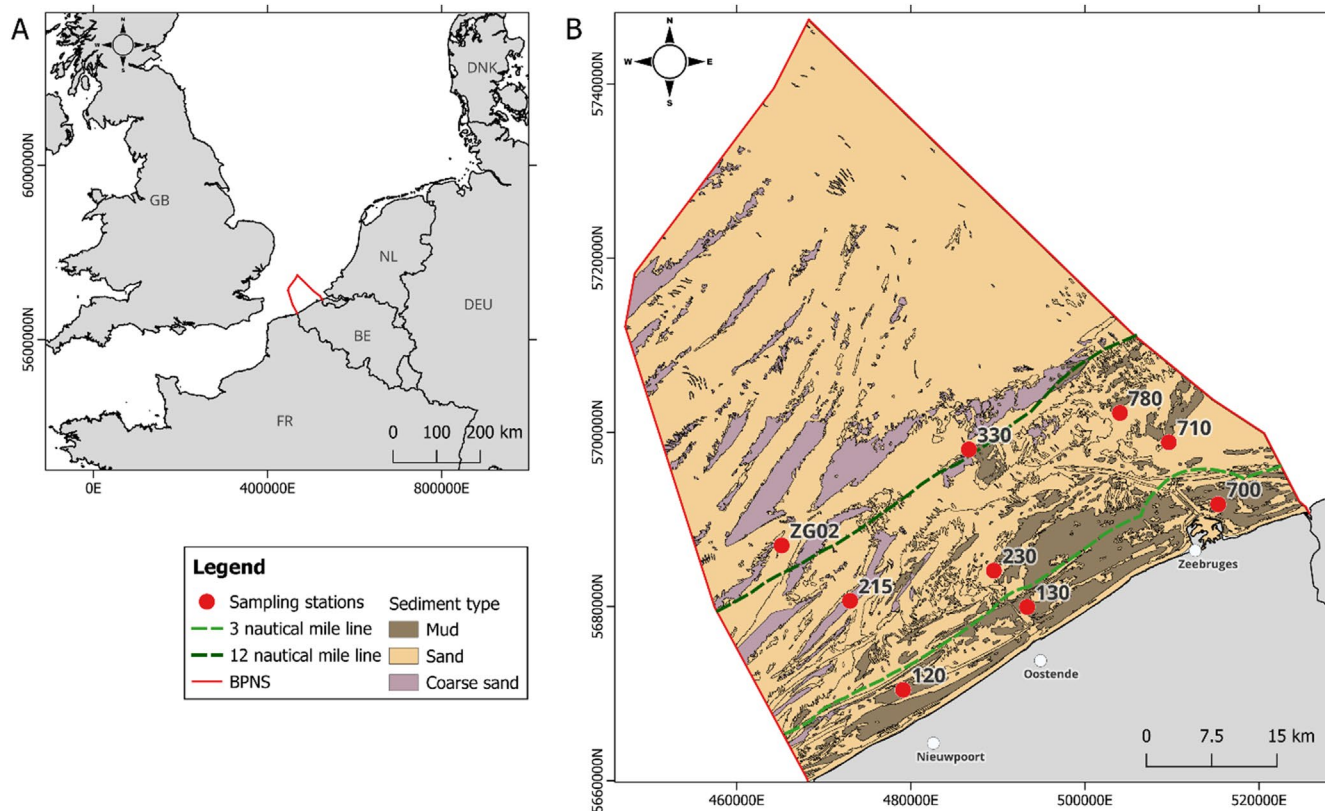 A
N
W E
S
DNK
GB
NL
DEU
BE
FR
6000000N
5600000N
0 100 200 km
0E
400000E
800000E
Legend
Sampling stations
3 nautical mile line
12 nautical mile line
BPNS
Sediment type
Mud
Sand
Coarse sand
B
N
W E
S
5740000N
5720000N
5700000N
5680000N
5660000N
780
710
330
700
ZG02
230
215
130
120
Zeebruges
Oostende
Nieuwpoort
0 7.5 15 km
460000E
480000E
500000E
520000E